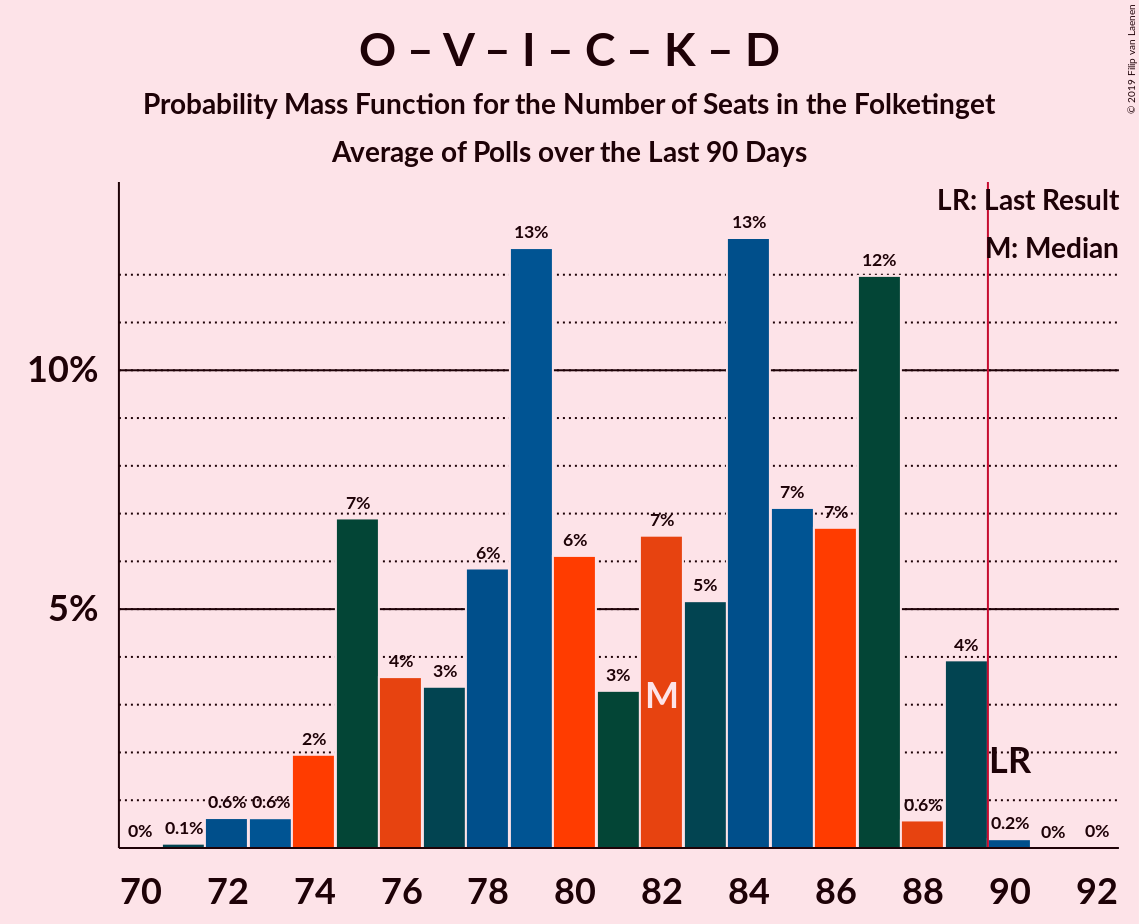 O – V – I – C – K – D
Probability Mass Function for the Number of Seats in the Folketinget
Average of Polls over the Last 90 Days
© 2019 Filip van Laenen
LR: Last Result
M: Median
10%
5%
0%
0.1%
0.6%
0.6%
2%
7%
4%
3%
6%
13%
6%
3%
7%
5%
13%
7%
7%
12%
0.6%
4%
0.2%
0%
0%
M
LR
70 72 74 76 78 80 82 84 86 88 90 92